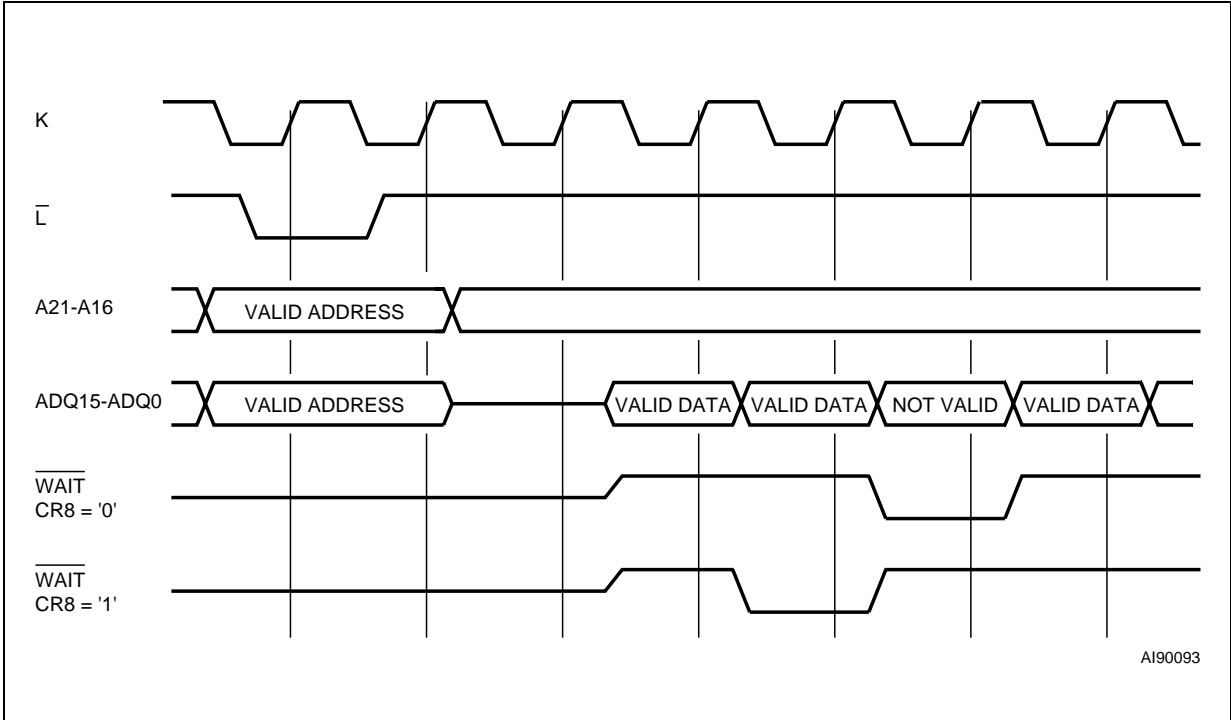 K
L
A21-A16
VALID ADDRESS
ADQ15-ADQ0
VALID ADDRESS
VALID DATA
VALID DATA
NOT VALID
VALID DATA
WAIT
CR8 = '0'
WAIT
CR8 = '1'
AI90093